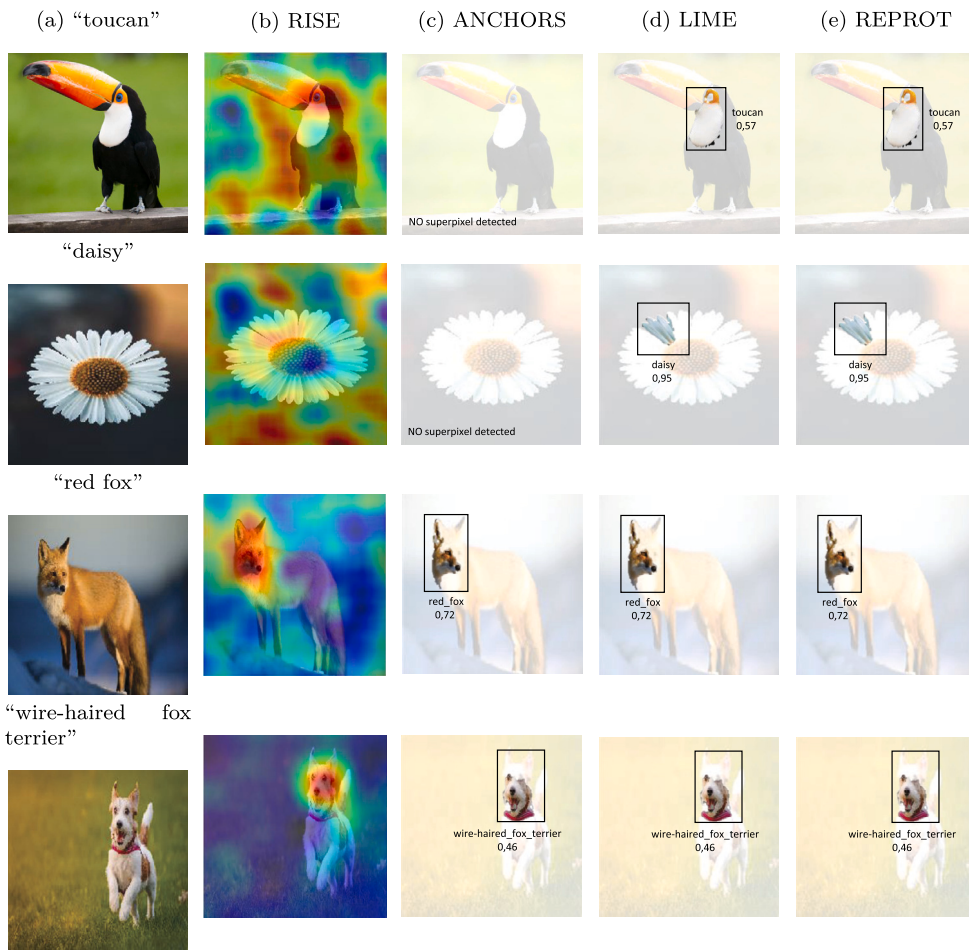 (a) “toucan”
(b) RISE
(c) ANCHORS
(d) LIME
(e) REPROT
toucan
0,57
toucan
0,57
NO superpixel detected
“daisy”
daisy
0,95
daisy
0,95
NO superpixel detected
“red fox”
red_fox
0,72
red_fox
0,72
red_fox
0,72
“wire-haired fox
terrier”
wire-haired_fox_terrier
0,46
wire-haired_fox_terrier
0,46
wire-haired_fox_terrier
0,46